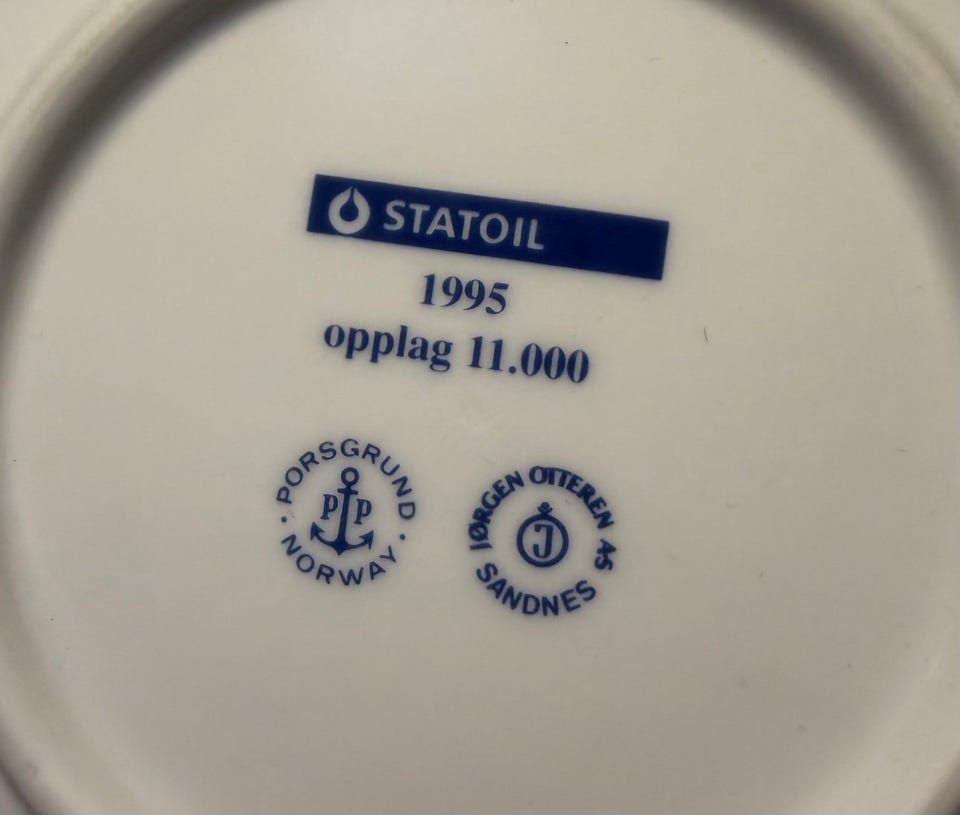 STATOIL
1995
opplag 11.000
PORSGRUND
PP
NORWAY
JØRGEN OTTEREN AS
J
SANDNES